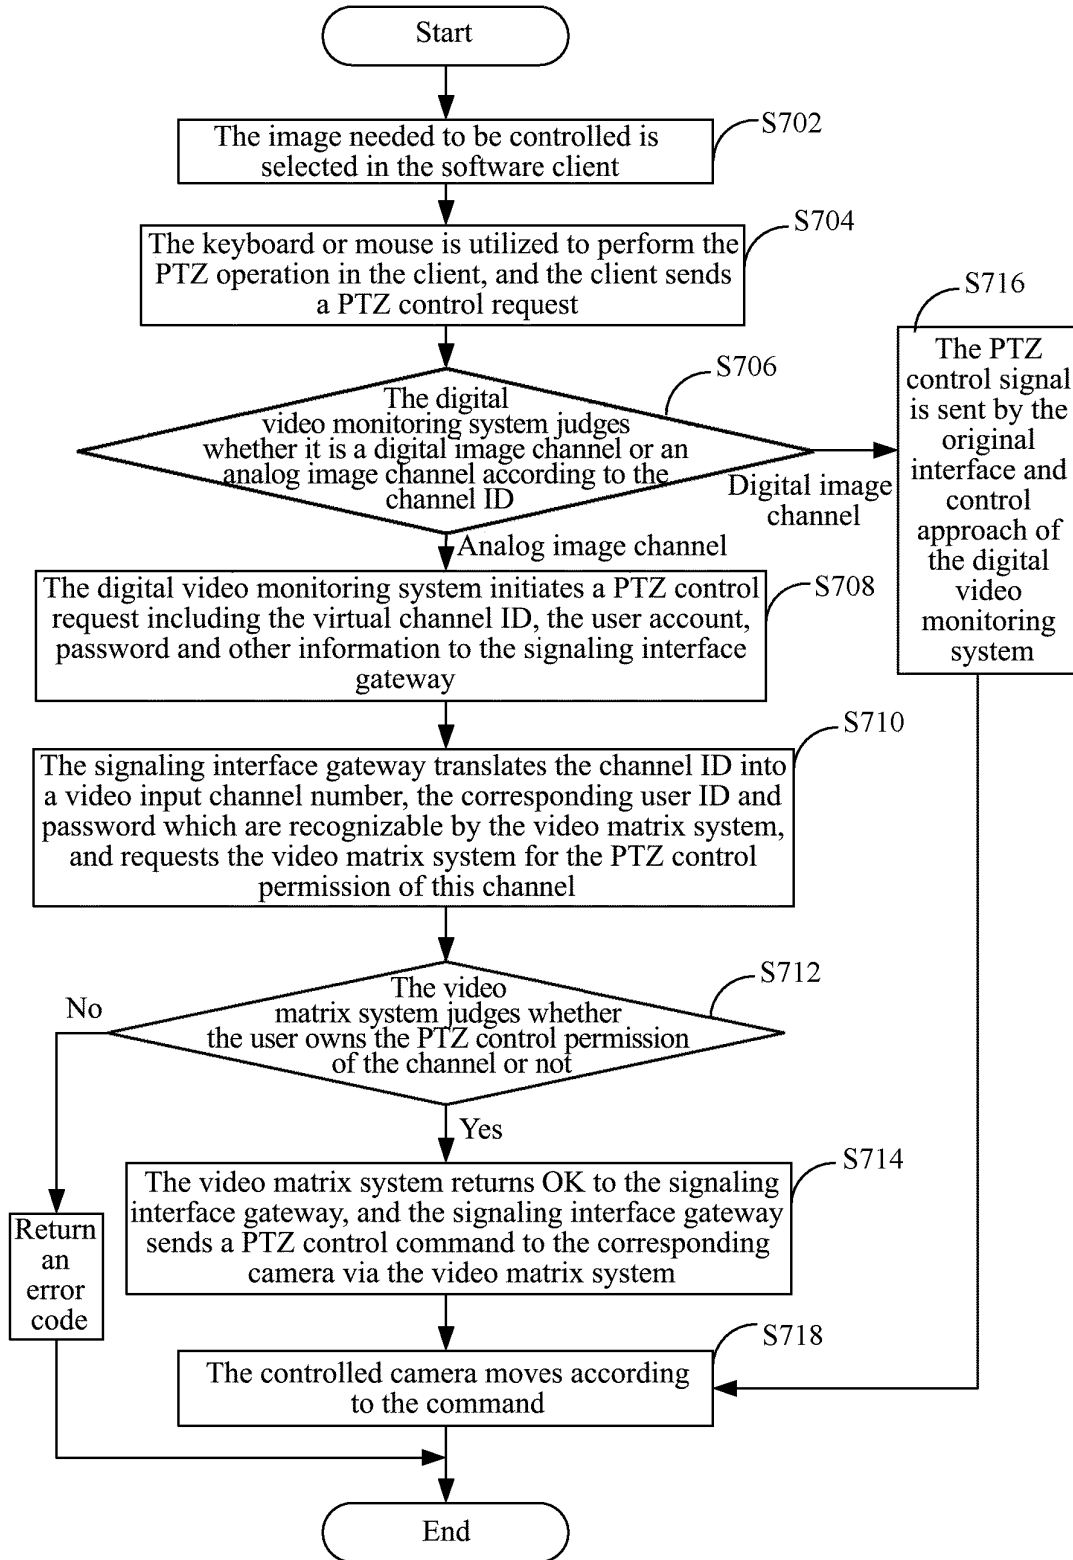 Start
S702
The image needed to be controlled is
selected in the software client
S704
The keyboard or mouse is utilized to perform the
PTZ operation in the client, and the client sends
a PTZ control request
S716
The PTZ
control signal
is sent by the
original
interface and
control
approach of
the digital
video
monitoring
system
S706
The digital
video monitoring system judges
whether it is a digital image channel or an
analog image channel according to the
channel ID
Digital image
channel
Analog image channel
S708
The digital video monitoring system initiates a PTZ control
request including the virtual channel ID, the user account,
password and other information to the signaling interface
gateway
S710
The signaling interface gateway translates the channel ID into
a video input channel number, the corresponding user ID and
password which are recognizable by the video matrix system,
and requests the video matrix system for the PTZ control
permission of this channel
S712
The video
matrix system judges whether
the user owns the PTZ control permission
of the channel or not
No
Yes
S714
The video matrix system returns OK to the signaling
interface gateway, and the signaling interface gateway
sends a PTZ control command to the corresponding
camera via the video matrix system
Return
an
error
code
S718
The controlled camera moves according
to the command
End